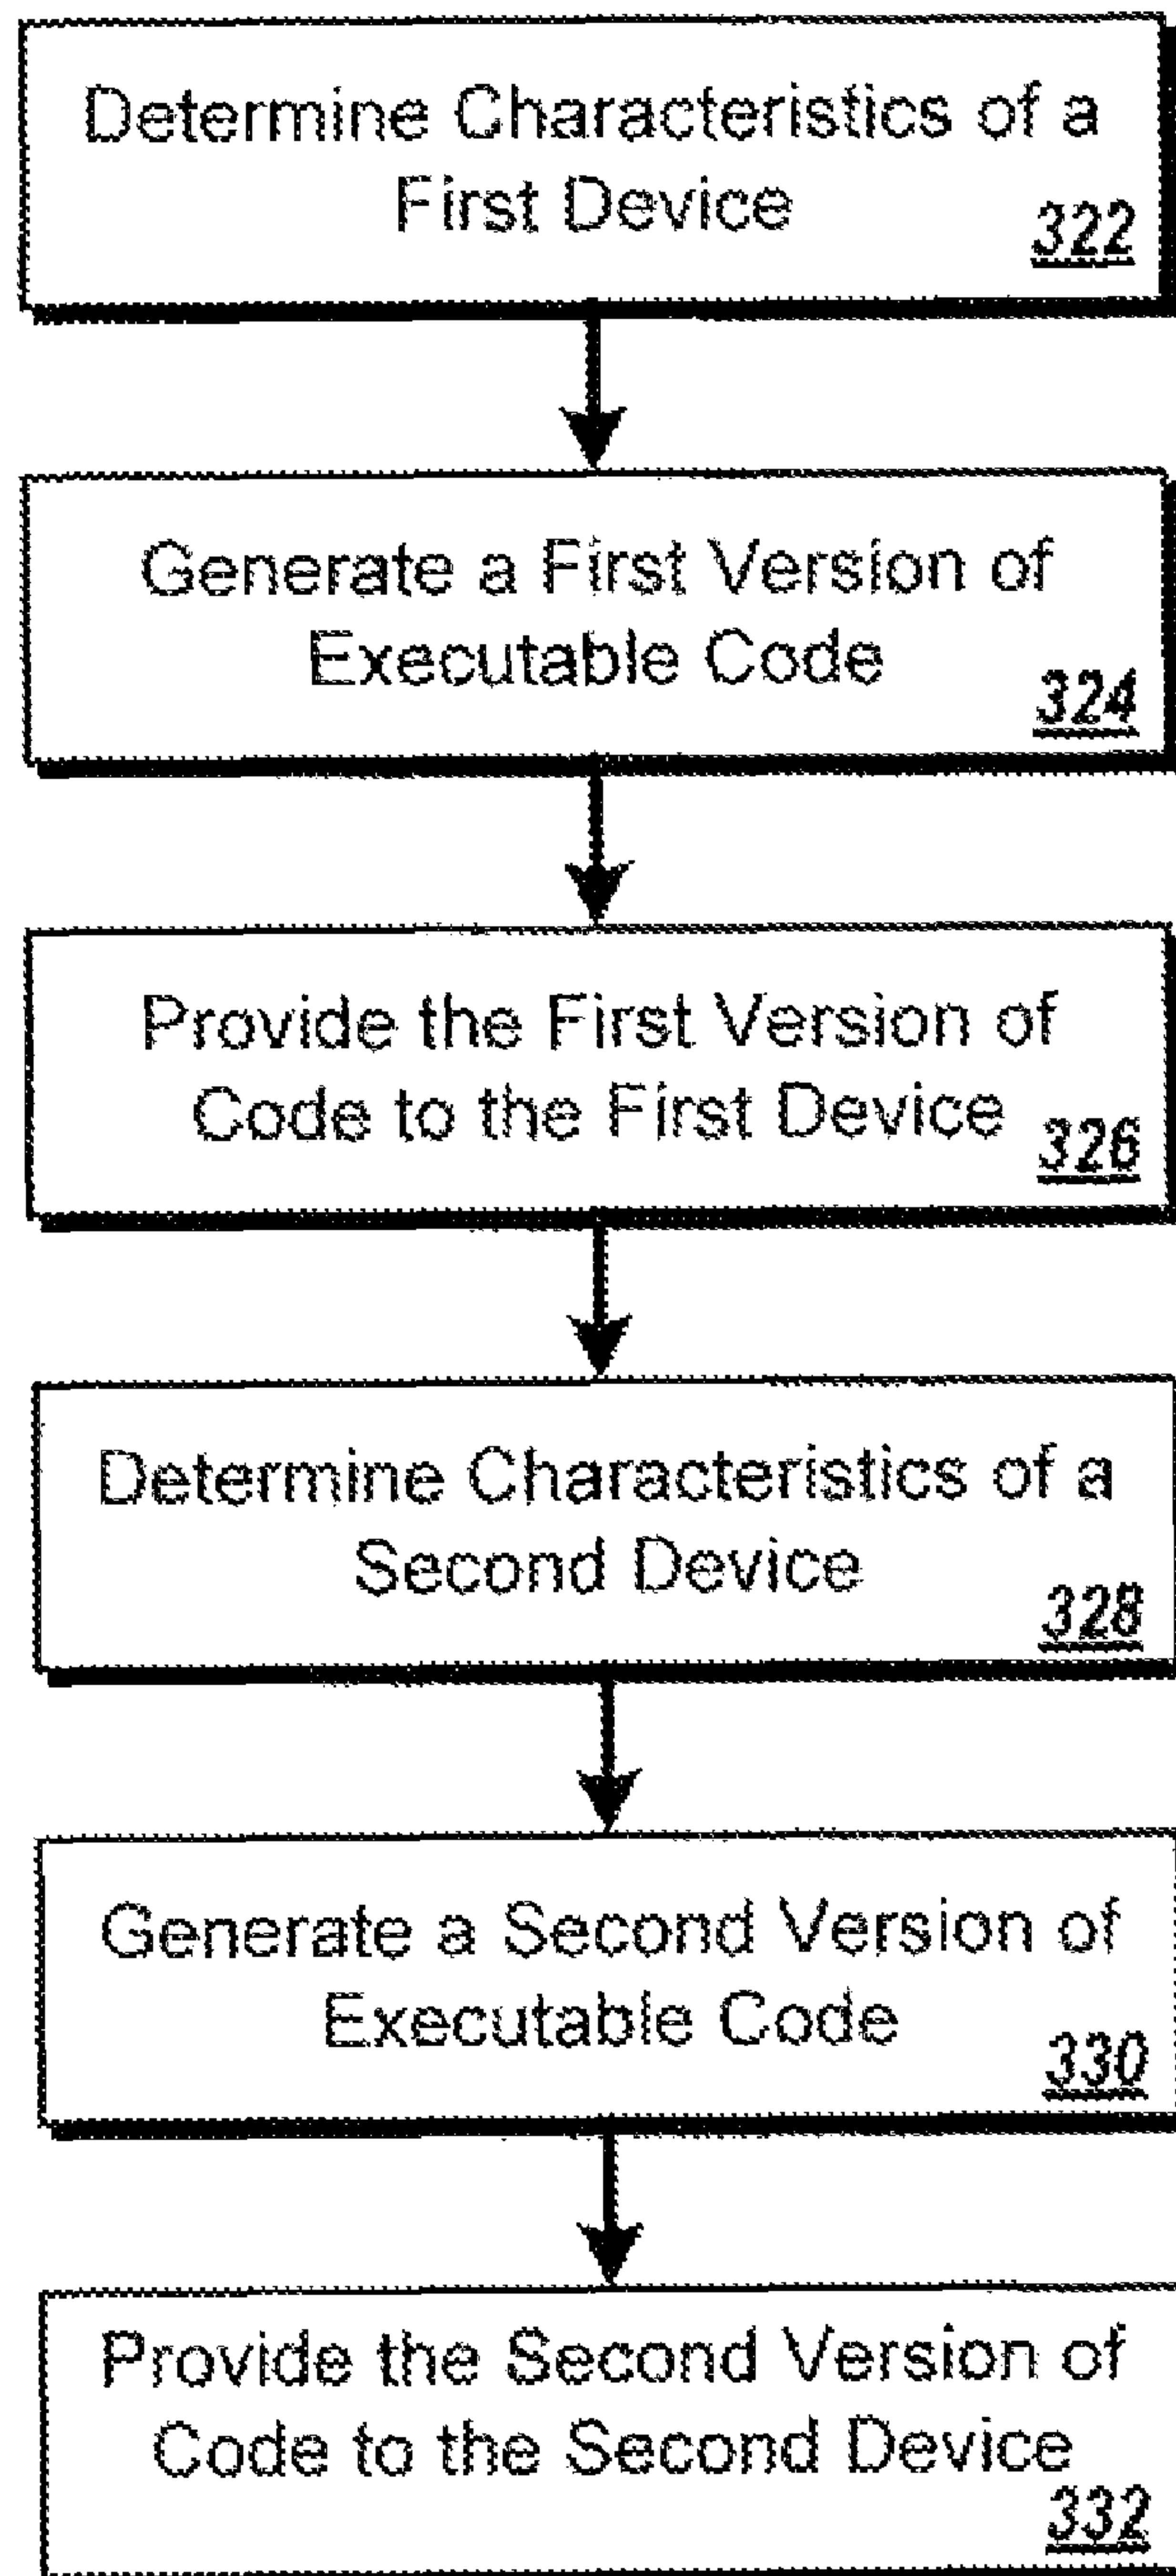 Determine Characteristics of a
First Device
322
Generate a First Version of
Executable Code
324
Provide the First Version of
Code to the First Device
326
Determine Characteristics of a
Second Device
328
Generate a Second Version of
Executable Code
330
Provide the Second Version of
Code to the Second Device
332